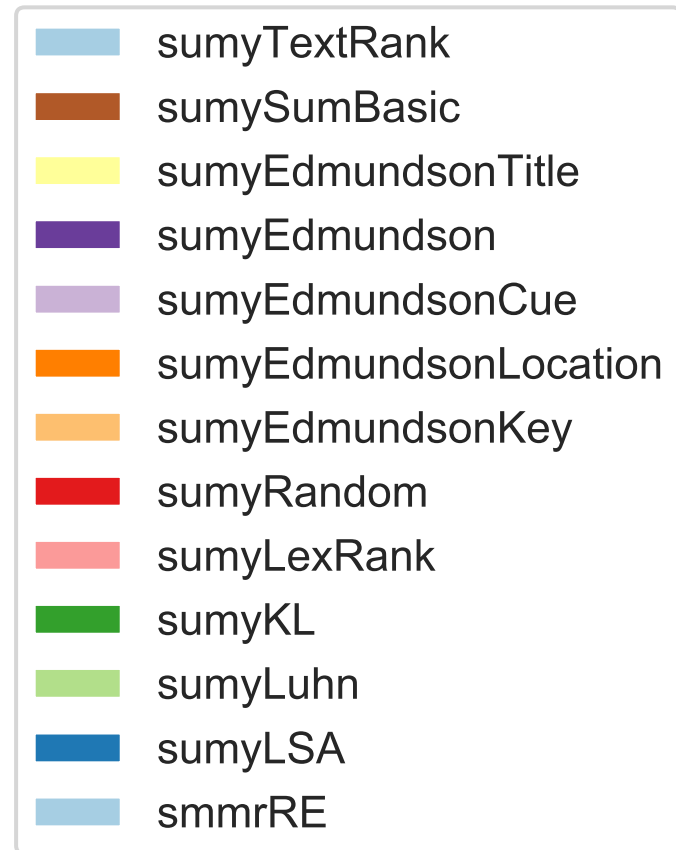 sumyTextRank
sumySumBasic
sumyEdmundsonTitle
sumyEdmundson
sumyEdmundsonCue
sumyEdmundsonLocation
sumyEdmundsonKey
sumyRandom
sumyLexRank
sumyKL
sumyLuhn
sumyLSA
smmrRE